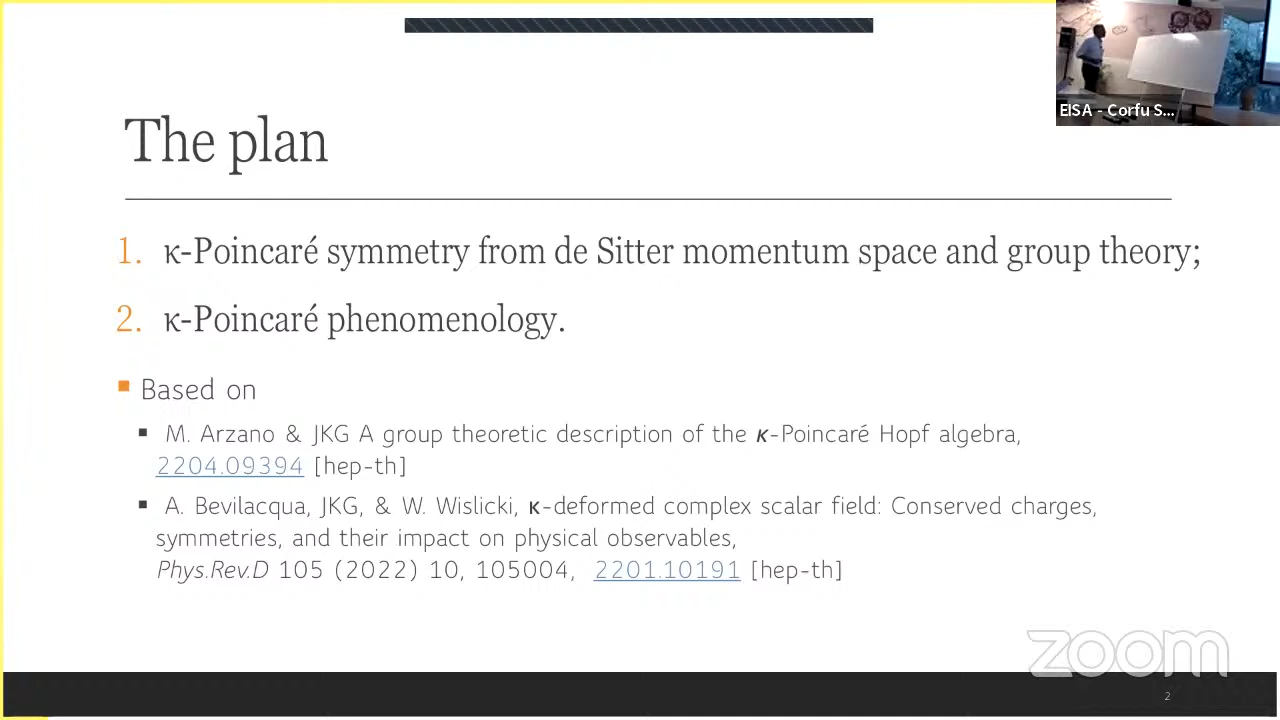 EISA - Corfu S...
The plan
1. κ-Poincaré symmetry from de Sitter momentum space and group theory;
2. κ-Poincaré phenomenology.
Based on
M. Arzano & JKG A group theoretic description of the κ-Poincaré Hopf algebra,
2204.09394 [hep-th]
A. Bevilacqua, JKG, & W. Wislicki, κ-deformed complex scalar field: Conserved charges,
symmetries, and their impact on physical observables,
Phys.Rev.D 105 (2022) 10, 105004, 2201.10191 [hep-th]
zoom
2